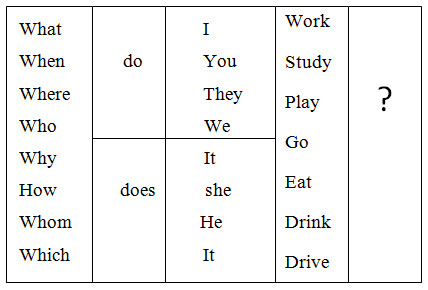 What
When
Where
Who
Why
How
Whom
Which
do
does
I
You
They
We
It
she
He
It
Work
Study
Play
Go
Eat
Drink
Drive
?